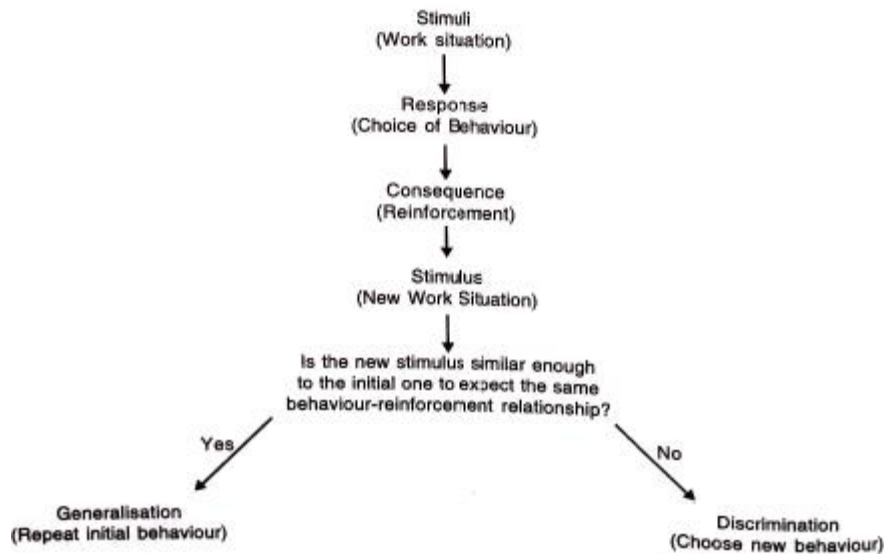 Stimuli
(Work situation)
Response
(Choice of Behaviour)
Consequence
(Reinforcement)
Stimulus
(New Work Situation)
Is the new stimulus similar enough
to the initial one to expect the same
behaviour-reinforcement relationship?
Yes
No
Generalisation
(Repeat initial behaviour)
Discrimination
(Choose new behaviour)